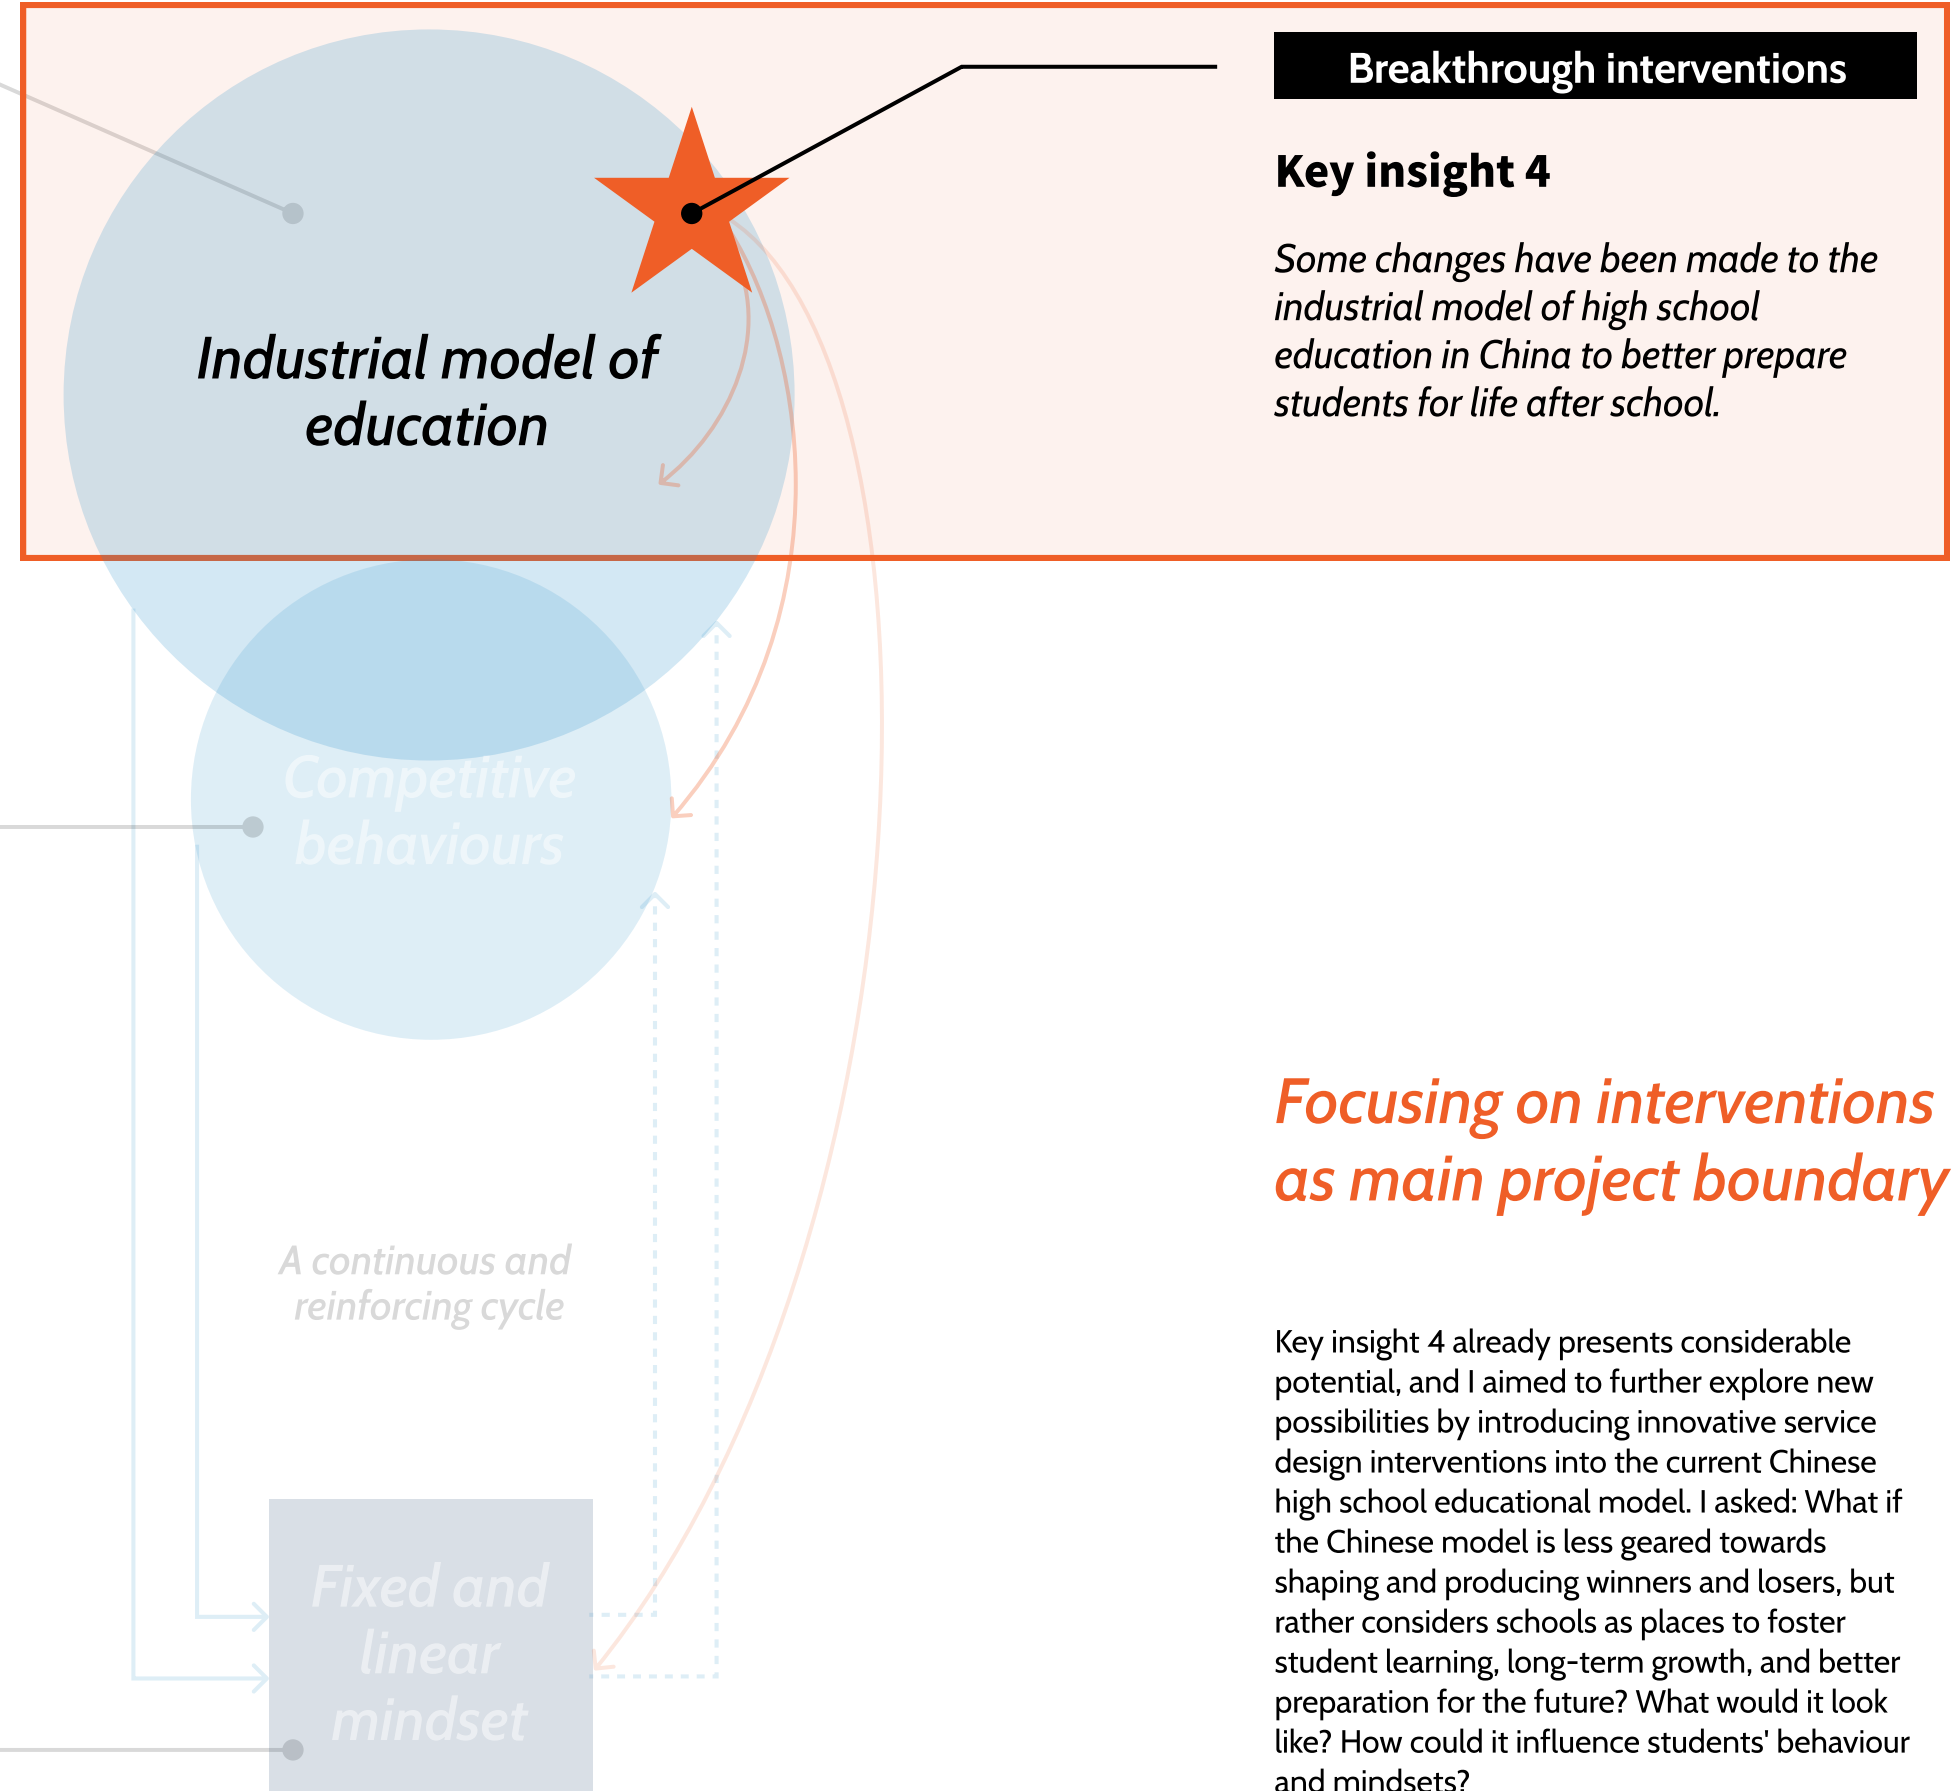 Breakthrough interventions
Key insight 4
Some changes have been made to the
industrial model of high school
education in China to better prepare
students for life after school.
Industrial model of
education
Competitive
behaviours
A continuous and
reinforcing cycle
Fixed and
linear
mindset
Focusing on interventions
as main project boundary
Key insight 4 already presents considerable
potential, and I aimed to further explore new
possibilities by introducing innovative service
design interventions into the current Chinese
high school educational model. I asked: What if
the Chinese model is less geared towards
shaping and producing winners and losers, but
rather considers schools as places to foster
student learning, long-term growth, and better
preparation for the future? What would it look
like? How could it influence students' behaviour
and mindsets?